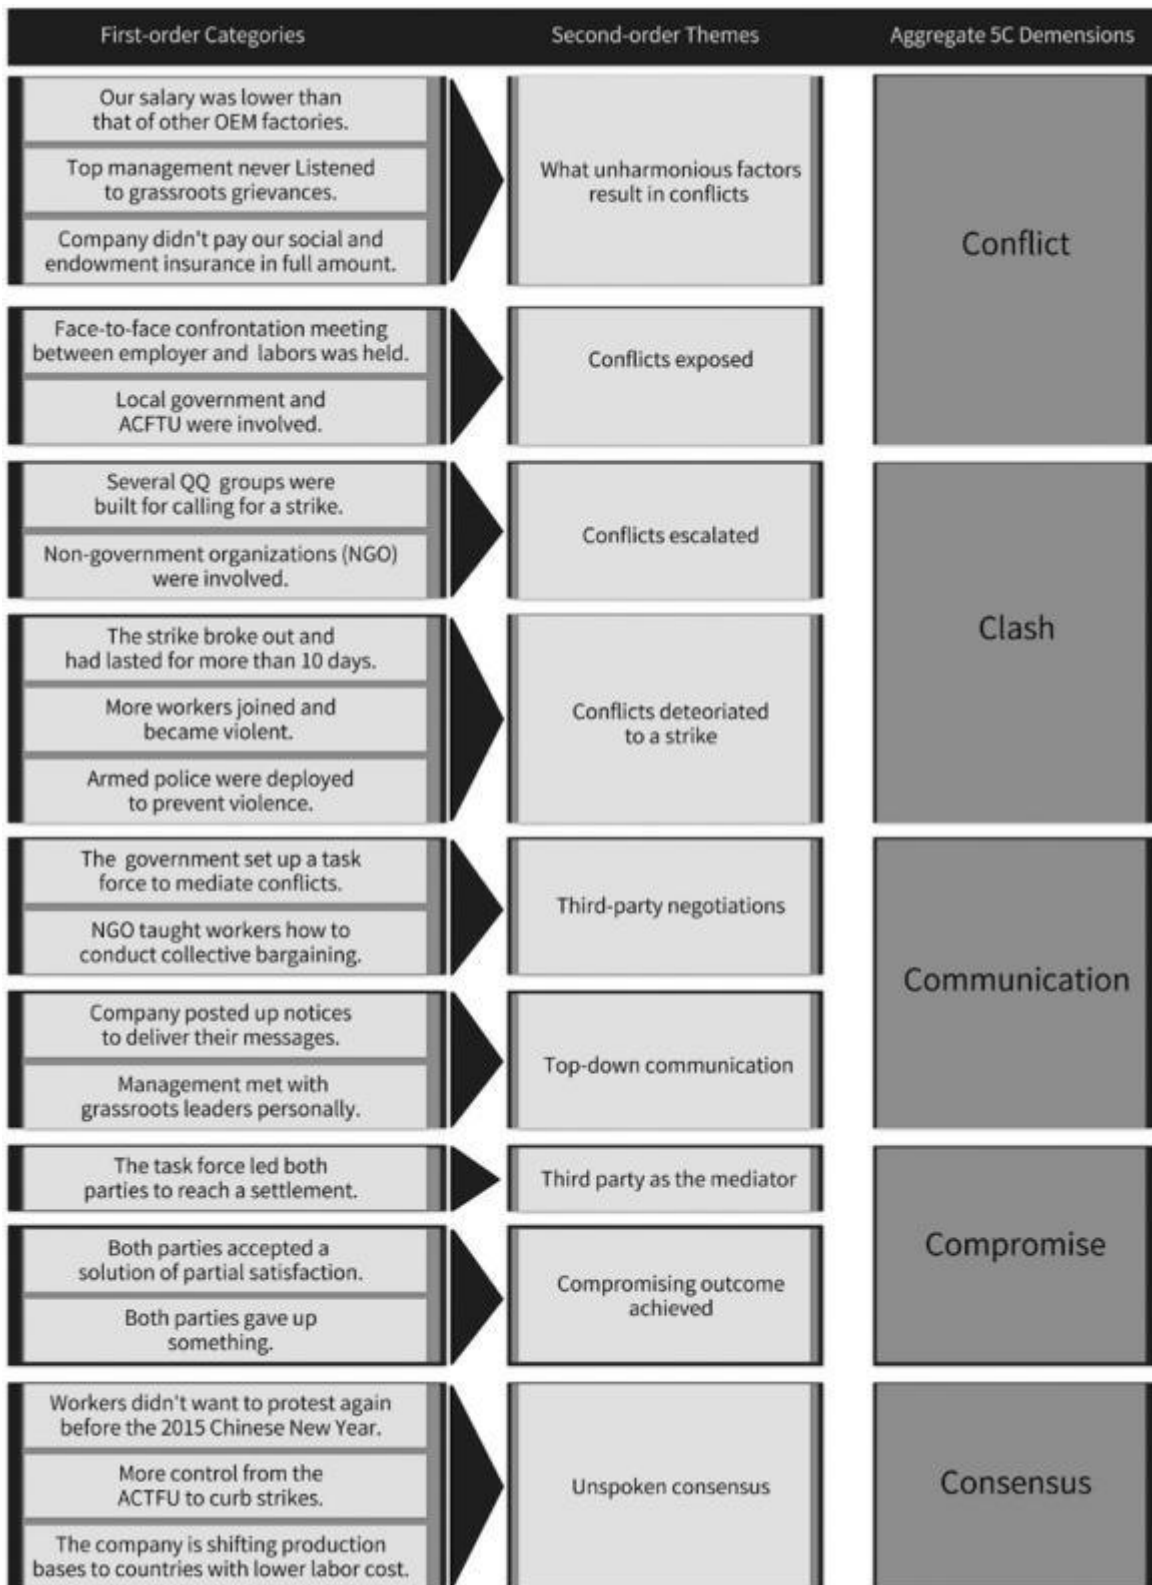 First-order Categories
Second-order Themes
Aggregate 5C Demensions
Our salary was lower than
that of other OEM factories.
Top management never Listened
to grassroots grievances.
Company didn't pay our social and
endowment insurance in full amount.
What unharmonious factors
result in conflicts
Conflict
Face-to-face confrontation meeting
between employer and labors was held.
Local government and
ACFTU were involved.
Conflicts exposed
Several QQ groups were
built for calling for a strike.
Non-government organizations (NGO)
were involved.
Conflicts escalated
Clash
The strike broke out and
had lasted for more than 10 days.
More workers joined and
became violent.
Armed police were deployed
to prevent violence.
Conflicts deteoriated
to a strike
The government set up a task
force to mediate conflicts.
NGO taught workers how to
conduct collective bargaining.
Third-party negotiations
Communication
Company posted up notices
to deliver their messages.
Management met with
grassroots leaders personally.
Top-down communication
The task force led both
parties to reach a settlement.
Third party as the mediator
Compromise
Both parties accepted a
solution of partial satisfaction.
Both parties gave up
something.
Compromising outcome
achieved
Workers didn't want to protest again
before the 2015 Chinese New Year.
More control from the
ACTFU to curb strikes.
The company is shifting production
bases to countries with lower labor cost.
Unspoken consensus
Consensus